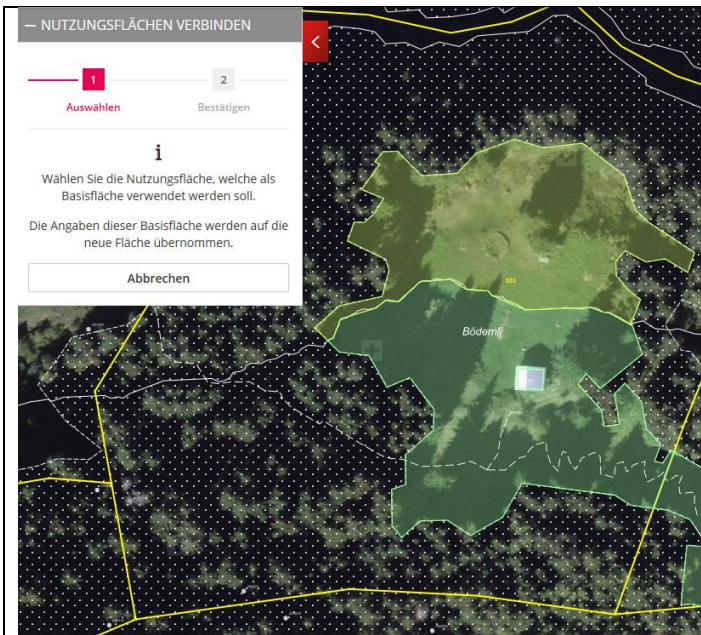 — NUTZUNGSFLÄCHEN VERBINDEN
<
1
2
Auswählen
Bestätigen
i
Wählen Sie die Nutzungsfläche, welche als
Basisfläche verwendet werden soll.
Die Angaben dieser Basisfläche werden auf die
neue Fläche übernommen.
Abbrechen
523
Bödemli